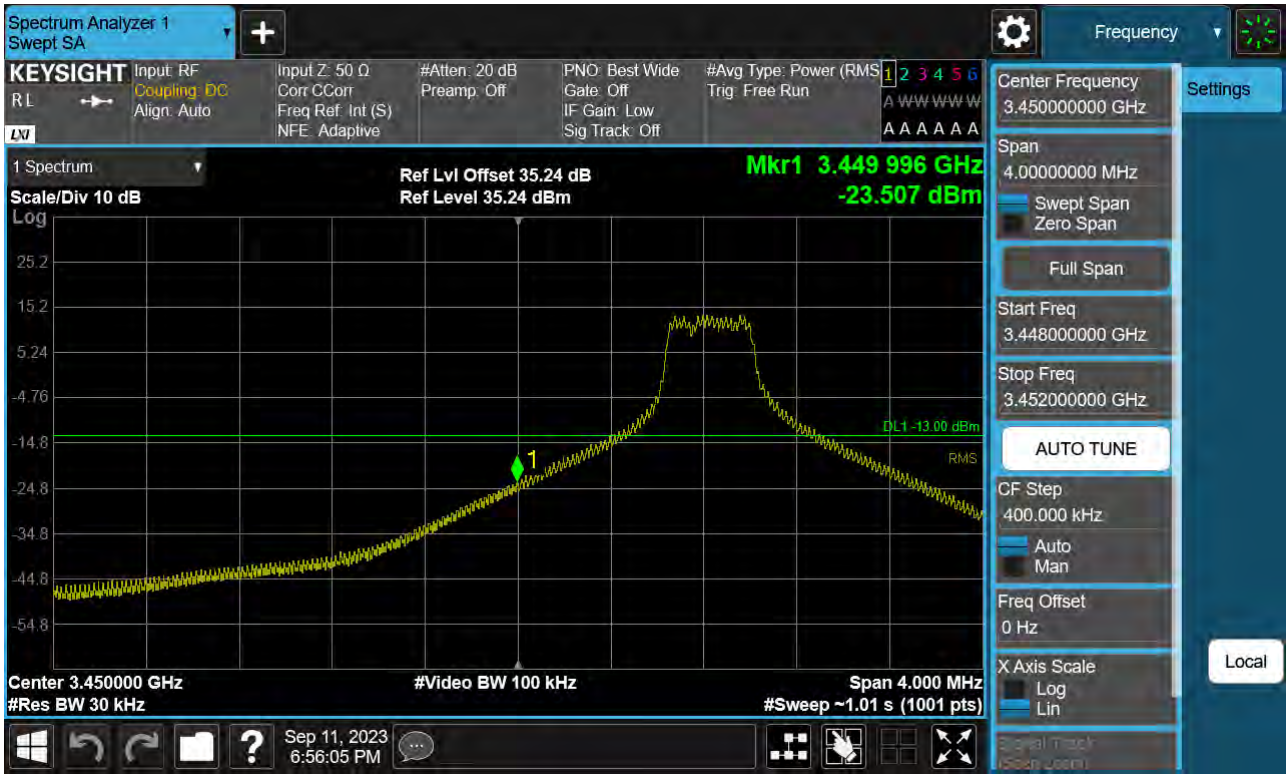 Spectrum Analyzer 1
Swept SA
+
Frequency
KEYSIGHT
RL
LXI
Input: RF
Coupling: DC
Align: Auto
Input Z: 50 Ω
Corr CCorr
Freq Ref: Int (S)
NFE: Adaptive
#Atten: 20 dB
Preamp: Off
PNO: Best Wide
Gate: Off
IF Gain: Low
Sig Track: Off
#Avg Type: Power (RMS
Trig: Free Run
1 2 3 4 5 6
A W W W W W
A A A A A A
1 Spectrum
Scale/Div 10 dB
Log
Ref Lvl Offset 35.24 dB
Ref Level 35.24 dBm
Mkr1 3.449 996 GHz
-23.507 dBm
25.2
15.2
5.24
-4.76
-14.8
-24.8
-34.8
-44.8
-54.8
1
DL1 -13.00 dBm
RMS
Center 3.450000 GHz
#Res BW 30 kHz
#Video BW 100 kHz
Span 4.000 MHz
#Sweep ~1.01 s (1001 pts)
Center Frequency
3.450000000 GHz
Settings
Span
4.00000000 MHz
Swept Span
Zero Span
Full Span
Start Freq
3.448000000 GHz
Stop Freq
3.452000000 GHz
AUTO TUNE
CF Step
400.000 kHz
Auto
Man
Freq Offset
0 Hz
X Axis Scale
Log
Lin
Local
Signal Track
(Span Zoom)
?
Sep 11, 2023
6:56:05 PM